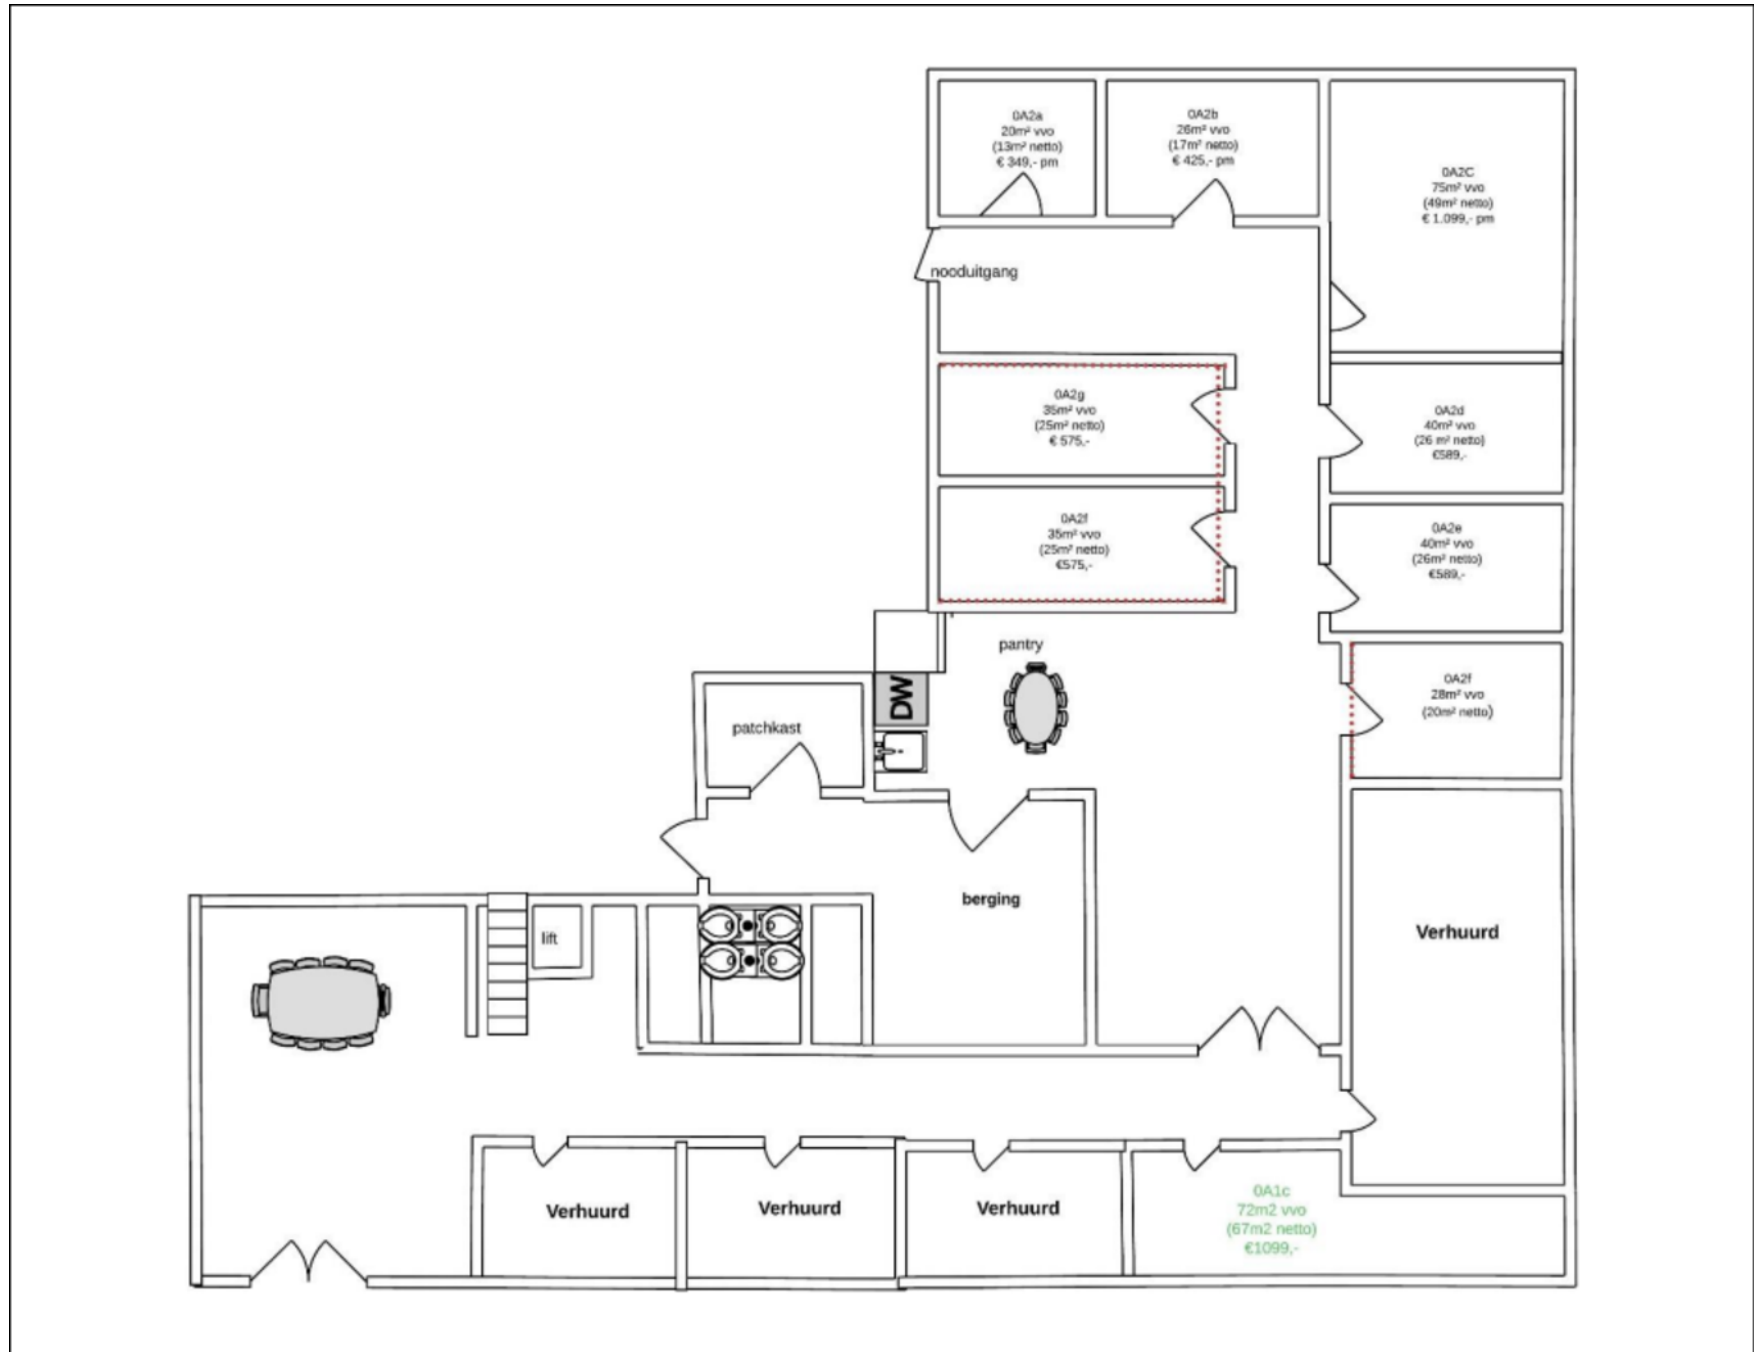 0A2a
20m² vvo
(13m² netto)
€ 349,- pm
0A2b
26m² vvo
(17m² netto)
€ 425,- pm
0A2C
75m² vvo
(49m² netto)
€ 1.099,- pm
nooduitgang
0A2g
35m² vvo
(25m² netto)
€ 575,-
0A2d
40m² vvo
(26 m² netto)
€589,-
0A2f
35m² vvo
(25m² netto)
€575,-
0A2e
40m² vvo
(26m² netto)
€589,-
pantry
0A2f
28m² vvo
(20m² netto)
DW
patchkast
berging
Verhuurd
lift
Verhuurd
Verhuurd
Verhuurd
0A1c
72m2 vvo
(67m2 netto)
€1099,-